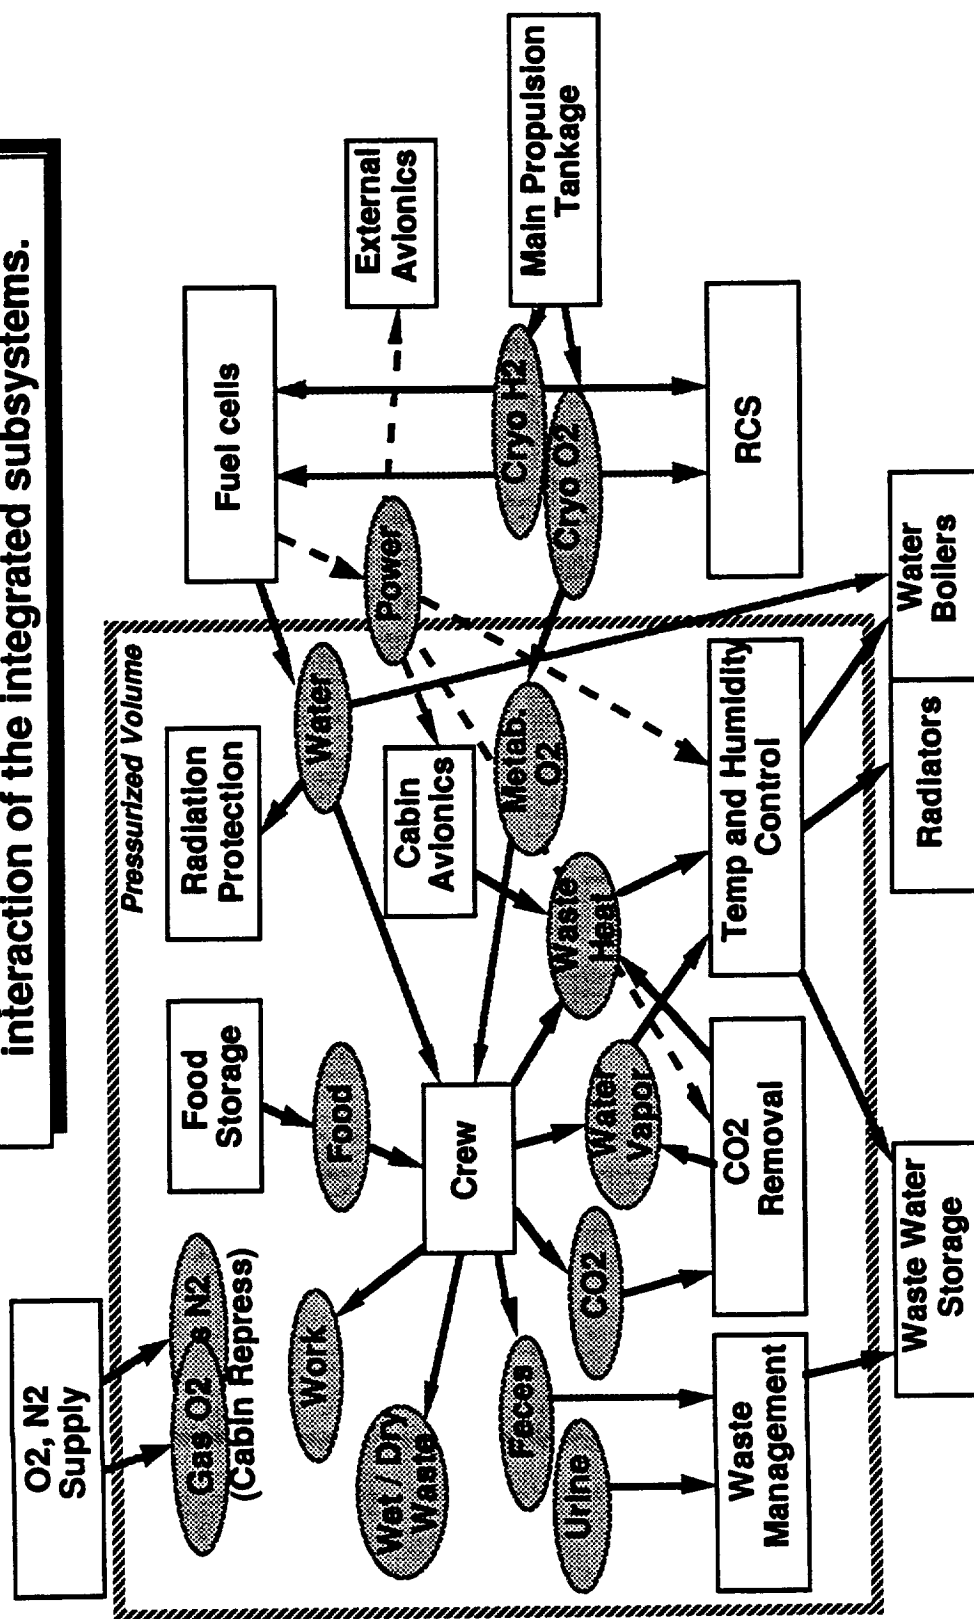 interaction of the integrated subsystems.
O2, N2
Supply
Pressurized Volume
Gas O2
s N2
(Cabin Repress)
Food
Storage
Radiation
Protection
Fuel cells
Work
Food
Water
Power
External
Avionics
Wet / Dry
Waste
Crew
Cabin
Avionics
Feces
Urine
CO2
Water
Vapor
Waste
Heat
Metab.
O2
Cryo H2
Cryo O2
Main Propulsion
Tankage
Waste
Management
CO2
Removal
Temp and Humidity
Control
RCS
Waste Water
Storage
Radiators
Water
Boilers